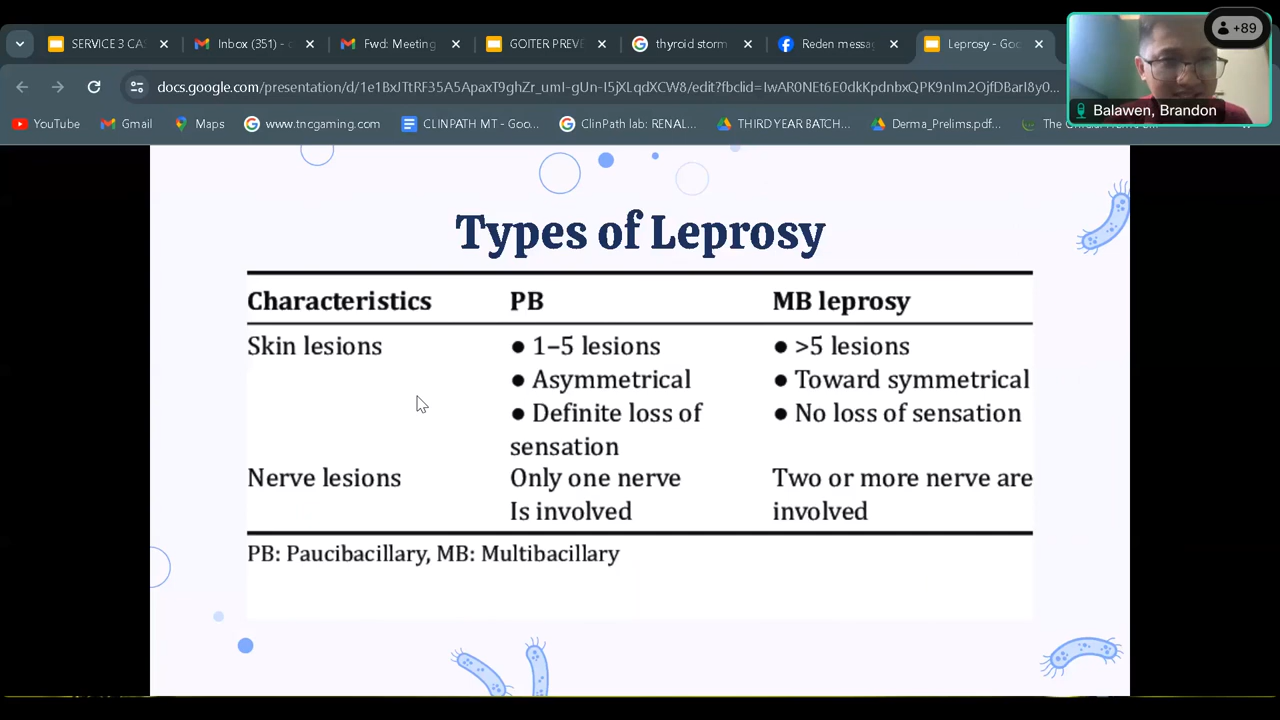 SERVICE 3 CA
Inbox (351) - c
Fwd: Meeting
GOITER PREVE
thyroid storm
Reden messa
Leprosy - Goo
+89
docs.google.com/presentation/d/1e1BxJTtRF35A5ApaxT9ghZr_umI-gUn-I5jXLqdXCW8/edit?fbclid=IwAR0NEt6E0dkKpdnbxQPK9nIm2OjfDBarI8y0...
YouTube
Gmail
Maps
www.tncgaming.com
CLINPATH MT - Goo...
ClinPath lab: RENAL...
THIRD YEAR BATCH...
Derma_Prelims.pdf...
Balawen, Brandon
Types of Leprosy
Characteristics PB MB leprosy
Skin lesions ● 1–5 lesions ● >5 lesions
● Asymmetrical ● Toward symmetrical
● Definite loss of ● No loss of sensation
sensation
Nerve lesions Only one nerve Two or more nerve are
Is involved involved
PB: Paucibacillary, MB: Multibacillary